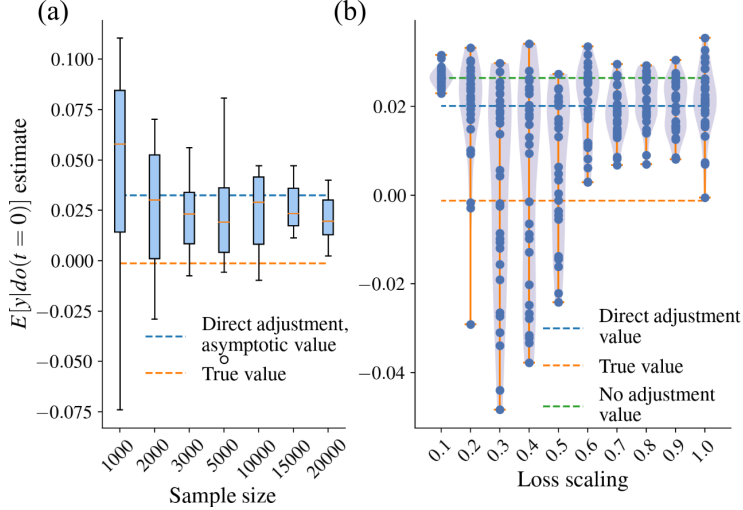 (a)
(b)
E[y|do(t = 0)] estimate
0.100
0.075
0.050
0.025
0.000
−0.025
−0.050
−0.075
Direct adjustment,
asymptotic value
True value
1000
2000
3000
5000
10000
15000
20000
Sample size
0.02
0.00
−0.02
−0.04
Direct adjustment
value
True value
No adjustment
value
0.1
0.2
0.3
0.4
0.5
0.6
0.7
0.8
0.9
1.0
Loss scaling